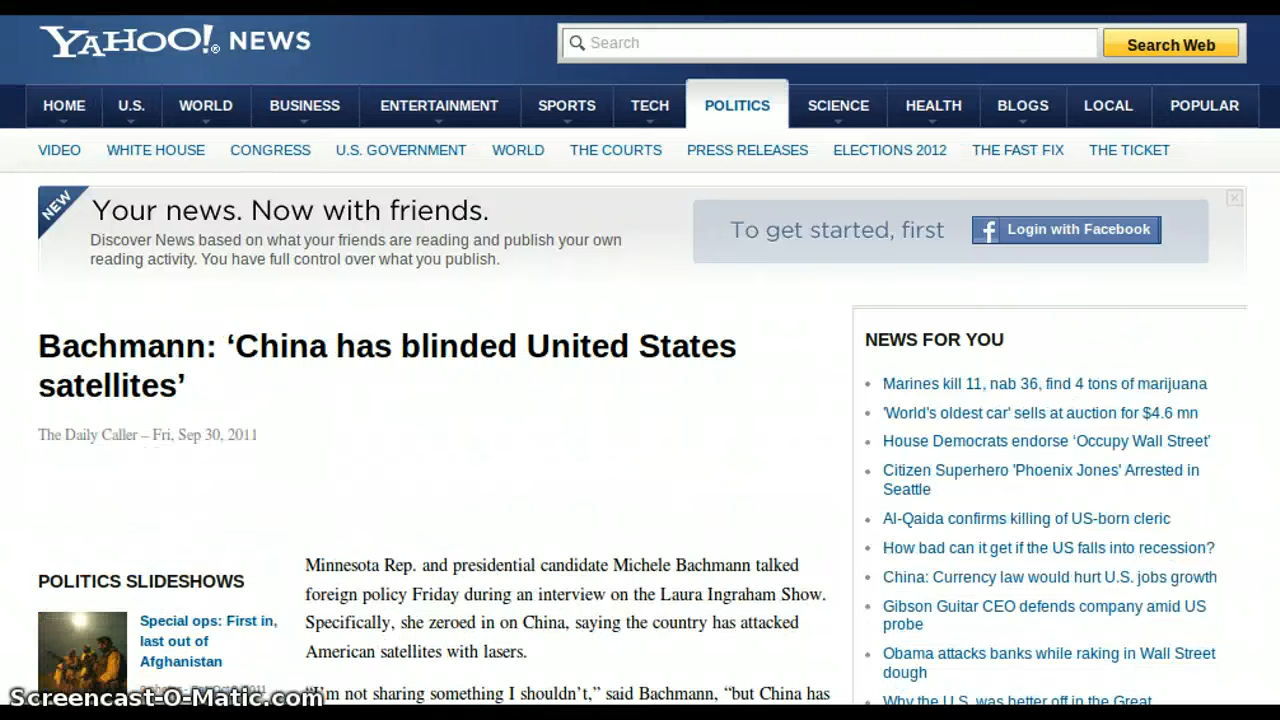 YAHOO!® NEWS
Search
Search Web
HOME
U.S.
WORLD
BUSINESS
ENTERTAINMENT
SPORTS
TECH
POLITICS
SCIENCE
HEALTH
BLOGS
LOCAL
POPULAR
VIDEO
WHITE HOUSE
CONGRESS
U.S. GOVERNMENT
WORLD
THE COURTS
PRESS RELEASES
ELECTIONS 2012
THE FAST FIX
THE TICKET
NEW
Your news. Now with friends.
Discover News based on what your friends are reading and publish your own
reading activity. You have full control over what you publish.
To get started, first
f Login with Facebook
Bachmann: ‘China has blinded United States
satellites’
The Daily Caller – Fri, Sep 30, 2011
POLITICS SLIDESHOWS
Special ops: First in,
last out of
Afghanistan
Minnesota Rep. and presidential candidate Michele Bachmann talked
foreign policy Friday during an interview on the Laura Ingraham Show.
Specifically, she zeroed in on China, saying the country has attacked
American satellites with lasers.
“I’m not sharing something I shouldn’t,” said Bachmann, “but China has
NEWS FOR YOU
Marines kill 11, nab 36, find 4 tons of marijuana
'World's oldest car' sells at auction for $4.6 mn
House Democrats endorse ‘Occupy Wall Street’
Citizen Superhero 'Phoenix Jones' Arrested in
Seattle
Al-Qaida confirms killing of US-born cleric
How bad can it get if the US falls into recession?
China: Currency law would hurt U.S. jobs growth
Gibson Guitar CEO defends company amid US
probe
Obama attacks banks while raking in Wall Street
dough
Why the U.S. was better off in the Great
Screencast-O-Matic.com